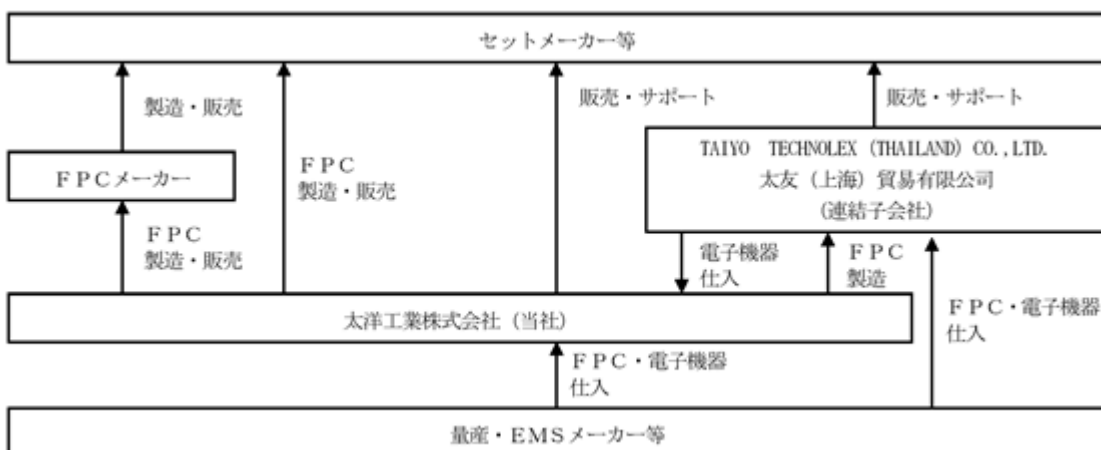 セットメーカー等
製造・販売
販売・サポート
販売・サポート
FPCメーカー
FPC
製造・販売
TAIYO TECHNOLEX (THAILAND) CO.,LTD.
太友(上海)貿易有限公司
(連結子会社)
FPC
製造・販売
電子機器
仕入
FPC
製造
FPC・電子機器
仕入
太洋工業株式会社(当社)
FPC・電子機器
仕入
量産・EMSメーカー等